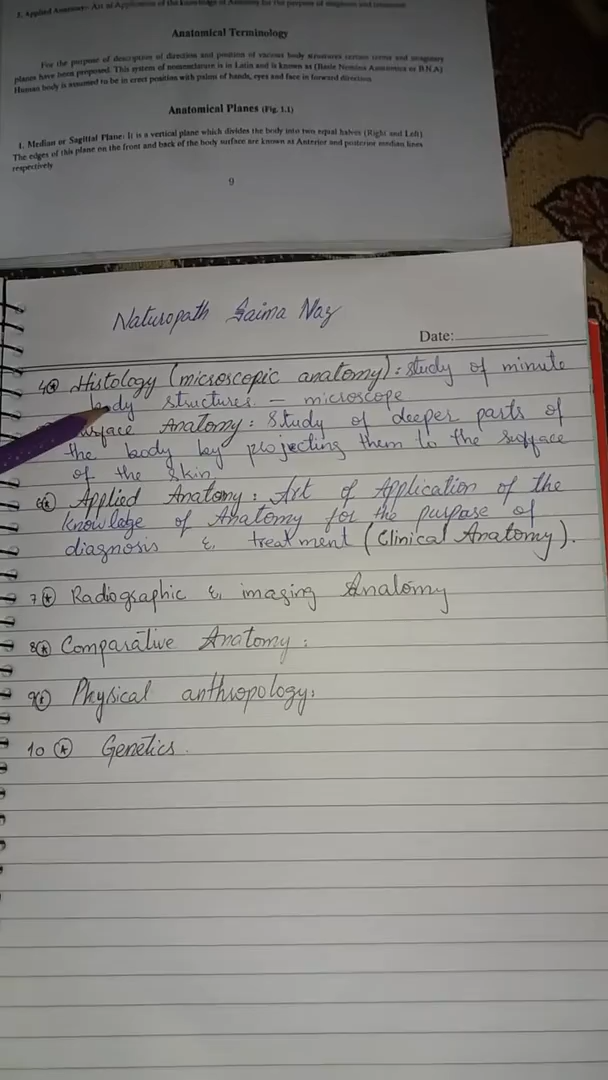 5. Applied Anatomy:- Art of Application of the knowledge of Anatomy for the purpose of diagnosis and treatment
Anatomical Terminology
For the purpose of description of direction and position of various body structures certain terms and imaginary
planes have been proposed. This system of nomenclature is in Latin and is known as (Basle Nomina Anatomica or B.N.A)
Human body is assumed to be in erect position with palms of hands, eyes and face in forward direction.
Anatomical Planes (Fig. 1.1)
1. Median or Sagittal Plane: It is a vertical plane which divides the body into two equal halves (Right and Left)
The edges of this plane on the front and back of the body surface are known as Anterior and posterior median lines
respectively
9
Naturopath Saima Naz
Date:
4 Histology (microscopic anatomy): study of minute
body structures – microscope
Anatomy: Study of deeper parts of
the body by projecting them to the surface
of the skin
6 Applied Anatomy: Art of Application of the
knowledge of Anatomy for the purpase of
diagnosis & treatment (Clinical Anatomy).
7 Radiographic & imaging Analomy
8 Comparative Anatomy:
9 Physical anthropology:
10 Genetics.